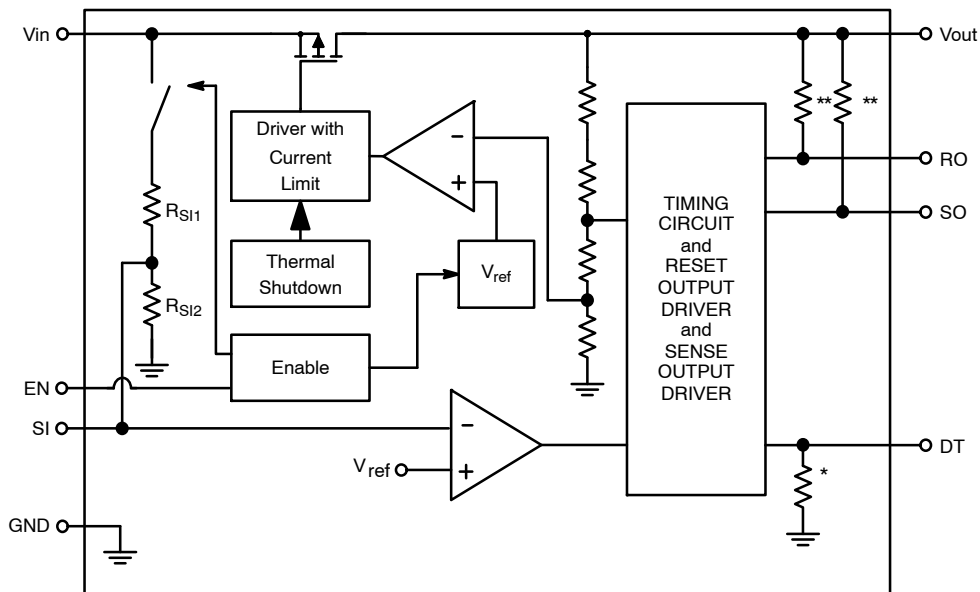 Vin
Vout
**
**
Driver with
Current
Limit
−
+
RO
SO
RSI1
TIMING
CIRCUIT
and
RESET
OUTPUT
DRIVER
and
SENSE
OUTPUT
DRIVER
Thermal
Shutdown
Vref
RSI2
Enable
EN
SI
−
Vref
+
DT
*
GND